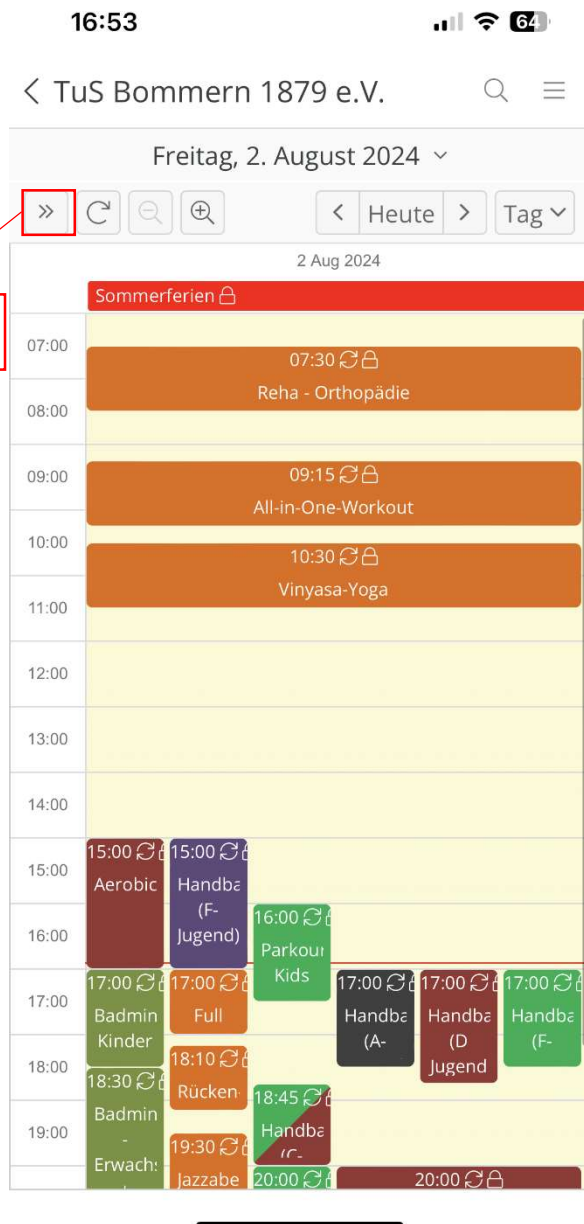 16:53
64
TuS Bommern 1879 e.V.
Freitag, 2. August 2024
Heute
Tag
2 Aug 2024
Sommerferien
07:00
07:30
Reha - Orthopädie
08:00
09:00
09:15
All-in-One-Workout
10:00
10:30
Vinyasa-Yoga
11:00
12:00
13:00
14:00
15:00
15:00
Aerobic
15:00
Handba
(F-
Jugend)
16:00
16:00
Parkour
Kids
17:00
17:00
Badmin
Kinder
17:00
Full
17:00
Handba
(A-
17:00
Handba
(D
Jugend
17:00
Handba
(F-
18:00
18:10
Rücken-
18:30
Badmin
-
Erwachs
18:45
Handba
(C-
19:00
19:30
Jazzabe
20:00
20:00